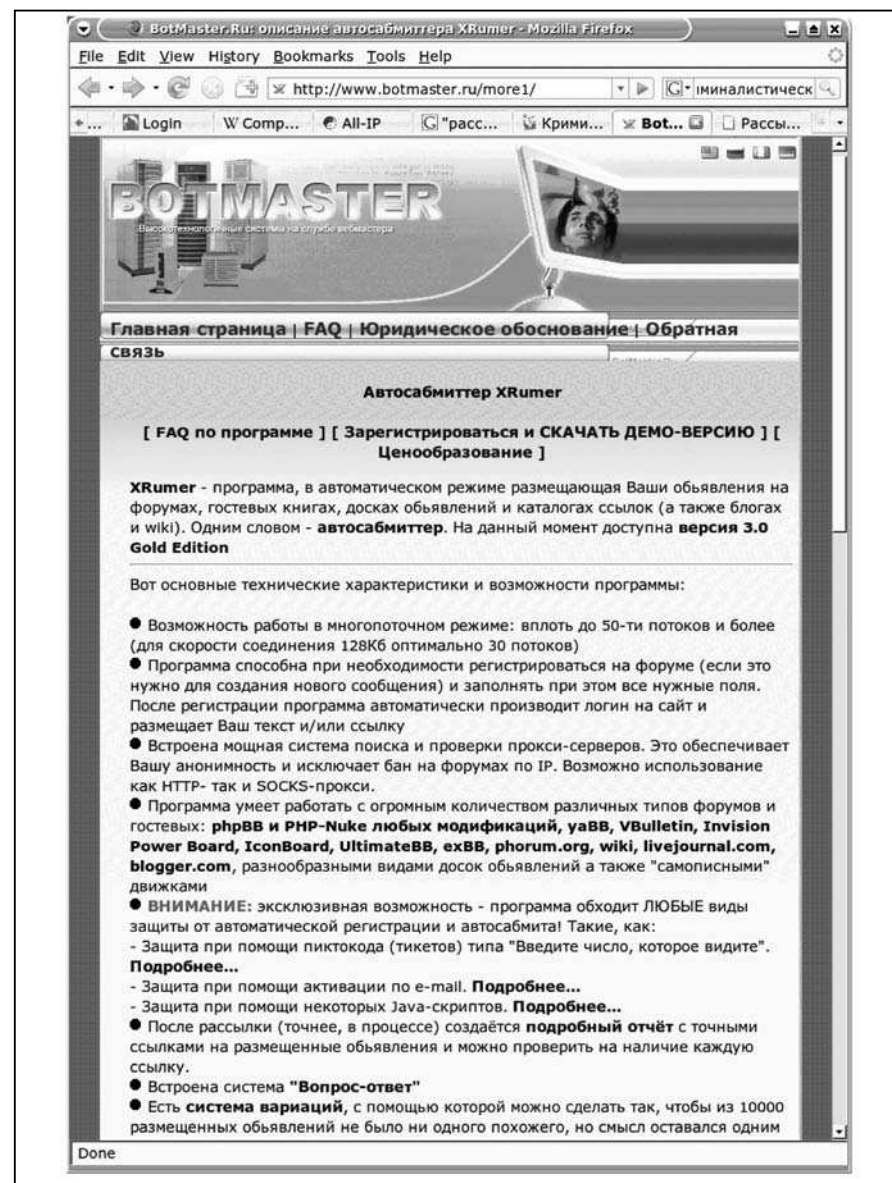 BotMaster.Ru: описание автосабмиттера XRumer - Mozilla Firefox
File Edit View History Bookmarks Tools Help
http://www.botmaster.ru/more1/ G иминалистическ
... Login W Comp... All-IP G "расс... Крими... Bot... Рассы...
BOTMASTER
Высокотехнологичные системы на службе вебмастера
Главная страница | FAQ | Юридическое обоснование | Обратная
связь
Автосабмиттер XRumer
[ FAQ по программе ] [ Зарегистрироваться и СКАЧАТЬ ДЕМО-ВЕРСИЮ ] [
Ценообразование ]
XRumer - программа, в автоматическом режиме размещающая Ваши обьявления на
форумах, гостевых книгах, досках обьявлений и каталогах ссылок (а также блогах
и wiki). Одним словом - автосабмиттер. На данный момент доступна версия 3.0
Gold Edition
Вот основные технические характеристики и возможности программы:
● Возможность работы в многопоточном режиме: вплоть до 50-ти потоков и более
(для скорости соединения 128Кб оптимально 30 потоков)
● Программа способна при необходимости регистрироваться на форуме (если это
нужно для создания нового сообщения) и заполнять при этом все нужные поля.
После регистрации программа автоматически производит логин на сайт и
размещает Ваш текст и/или ссылку
● Встроена мощная система поиска и проверки прокси-серверов. Это обеспечивает
Вашу анонимность и исключает бан на форумах по IP. Возможно использование
как HTTP- так и SOCKS-прокси.
● Программа умеет работать с огромным количеством различных типов форумов и
гостевых: phpBB и PHP-Nuke любых модификаций, yaBB, VBulletin, Invision
Power Board, IconBoard, UltimateBB, exBB, phorum.org, wiki, livejournal.com,
blogger.com, разнообразными видами досок обьявлений а также "самописными"
движками
● ВНИМАНИЕ: эксклюзивная возможность - программа обходит ЛЮБЫЕ виды
защиты от автоматической регистрации и автосабмита! Такие, как:
- Защита при помощи пиктокода (тикетов) типа "Введите число, которое видите".
Подробнее...
- Защита при помощи активации по e-mail. Подробнее...
- Защита при помощи некоторых Java-скриптов. Подробнее...
● После рассылки (точнее, в процессе) создаётся подробный отчёт с точными
ссылками на размещенные обьявления и можно проверить на наличие каждую
ссылку.
● Встроена система "Вопрос-ответ"
● Есть система вариаций, с помощью которой можно сделать так, чтобы из 10000
размещенных обьявлений не было ни одного похожего, но смысл оставался одним
Done